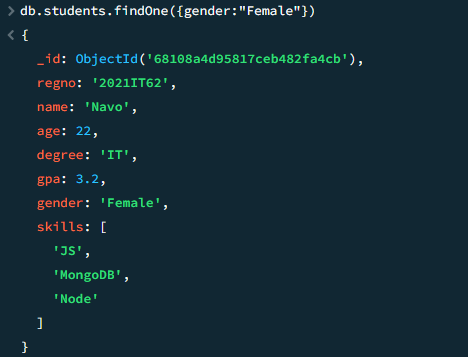 > db.students.findOne({gender:"Female"})
< {
_id: ObjectId('68108a4d95817ceb482fa4cb'),
regno: '2021IT62',
name: 'Navo',
age: 22,
degree: 'IT',
gpa: 3.2,
gender: 'Female',
skills: [
'JS',
'MongoDB',
'Node'
]
}